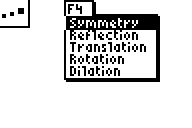 F4
Symmetry
Reflection
Translation
Rotation
Dilation